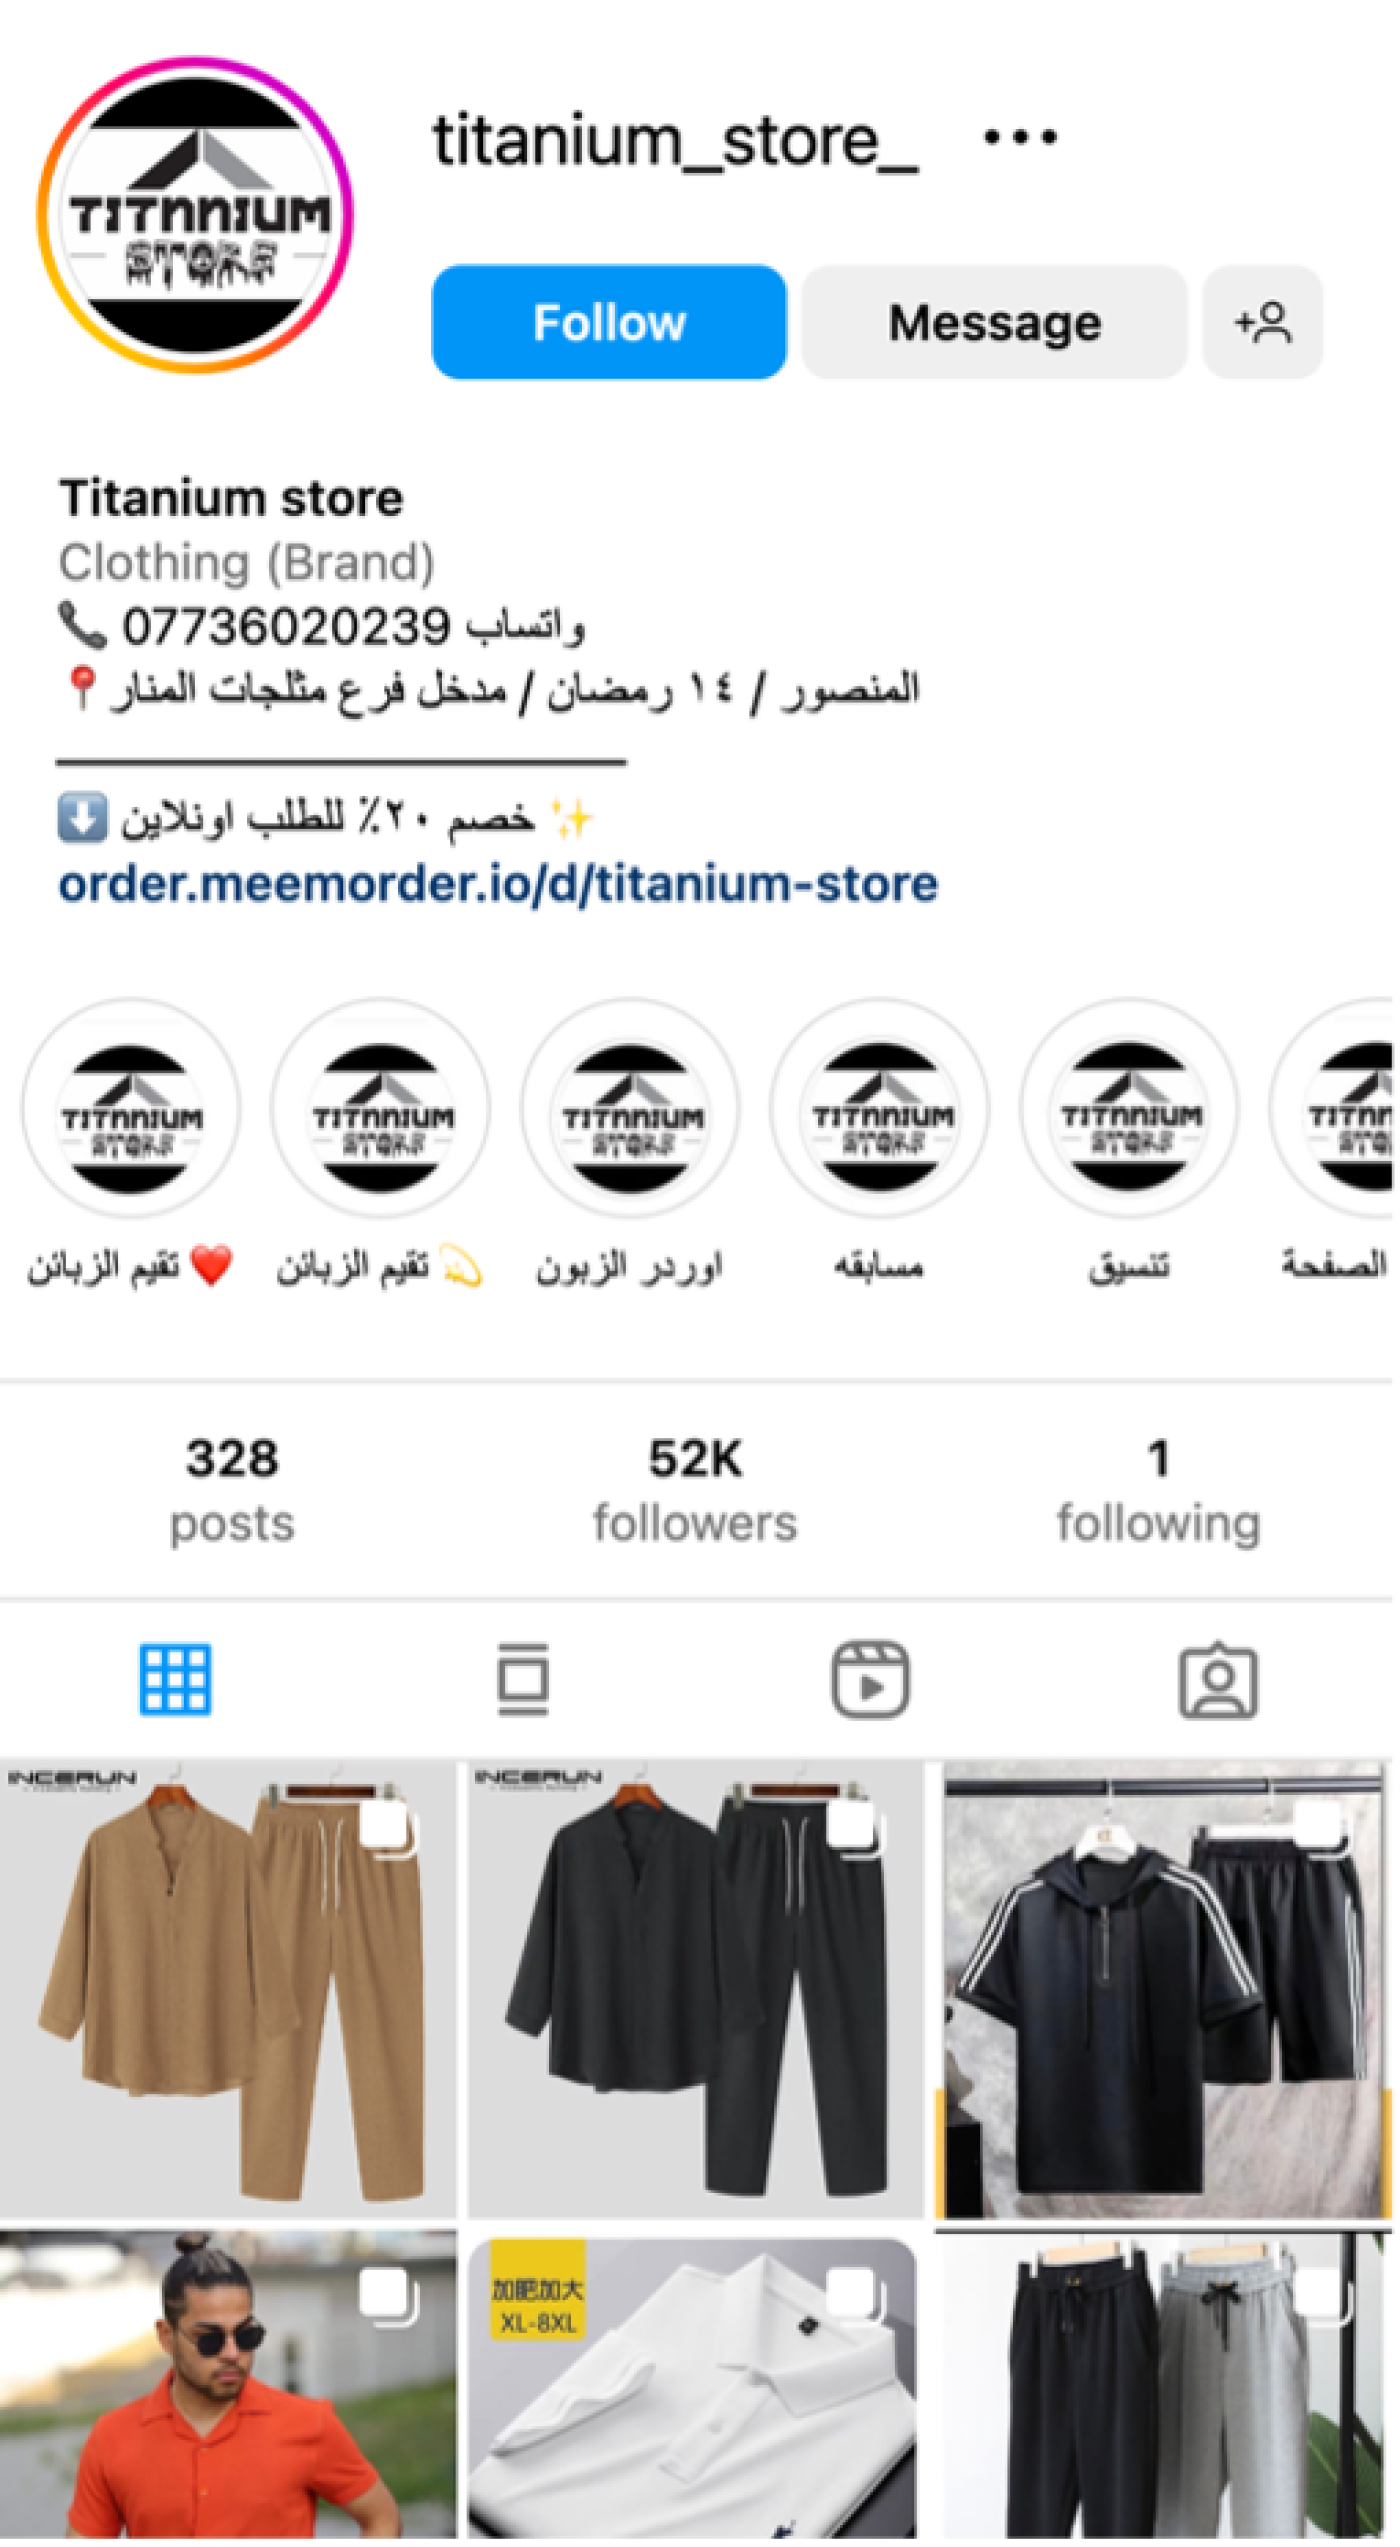 TITANIUM
STORE
titanium_store_
Follow
Message
Titanium store
Clothing (Brand)
📞 07736020239 واتساب
المنصور / ١٤ رمضان / مدخل فرع مثلجات المنار📍
✨ خصم ٢٠٪ للطلب اونلاين ⬇️
order.meemorder.io/d/titanium-store
TITANIUM
STORE
TITANIUM
STORE
TITANIUM
STORE
TITANIUM
STORE
TITANIUM
STORE
❤️ تقيم الزبائن
💫 تقيم الزبائن
اوردر الزبون
مسابقه
تنسيق
الصفحة
328
posts
52K
followers
1
following
INCERUN
INCERUN
加肥加大
XL-8XL